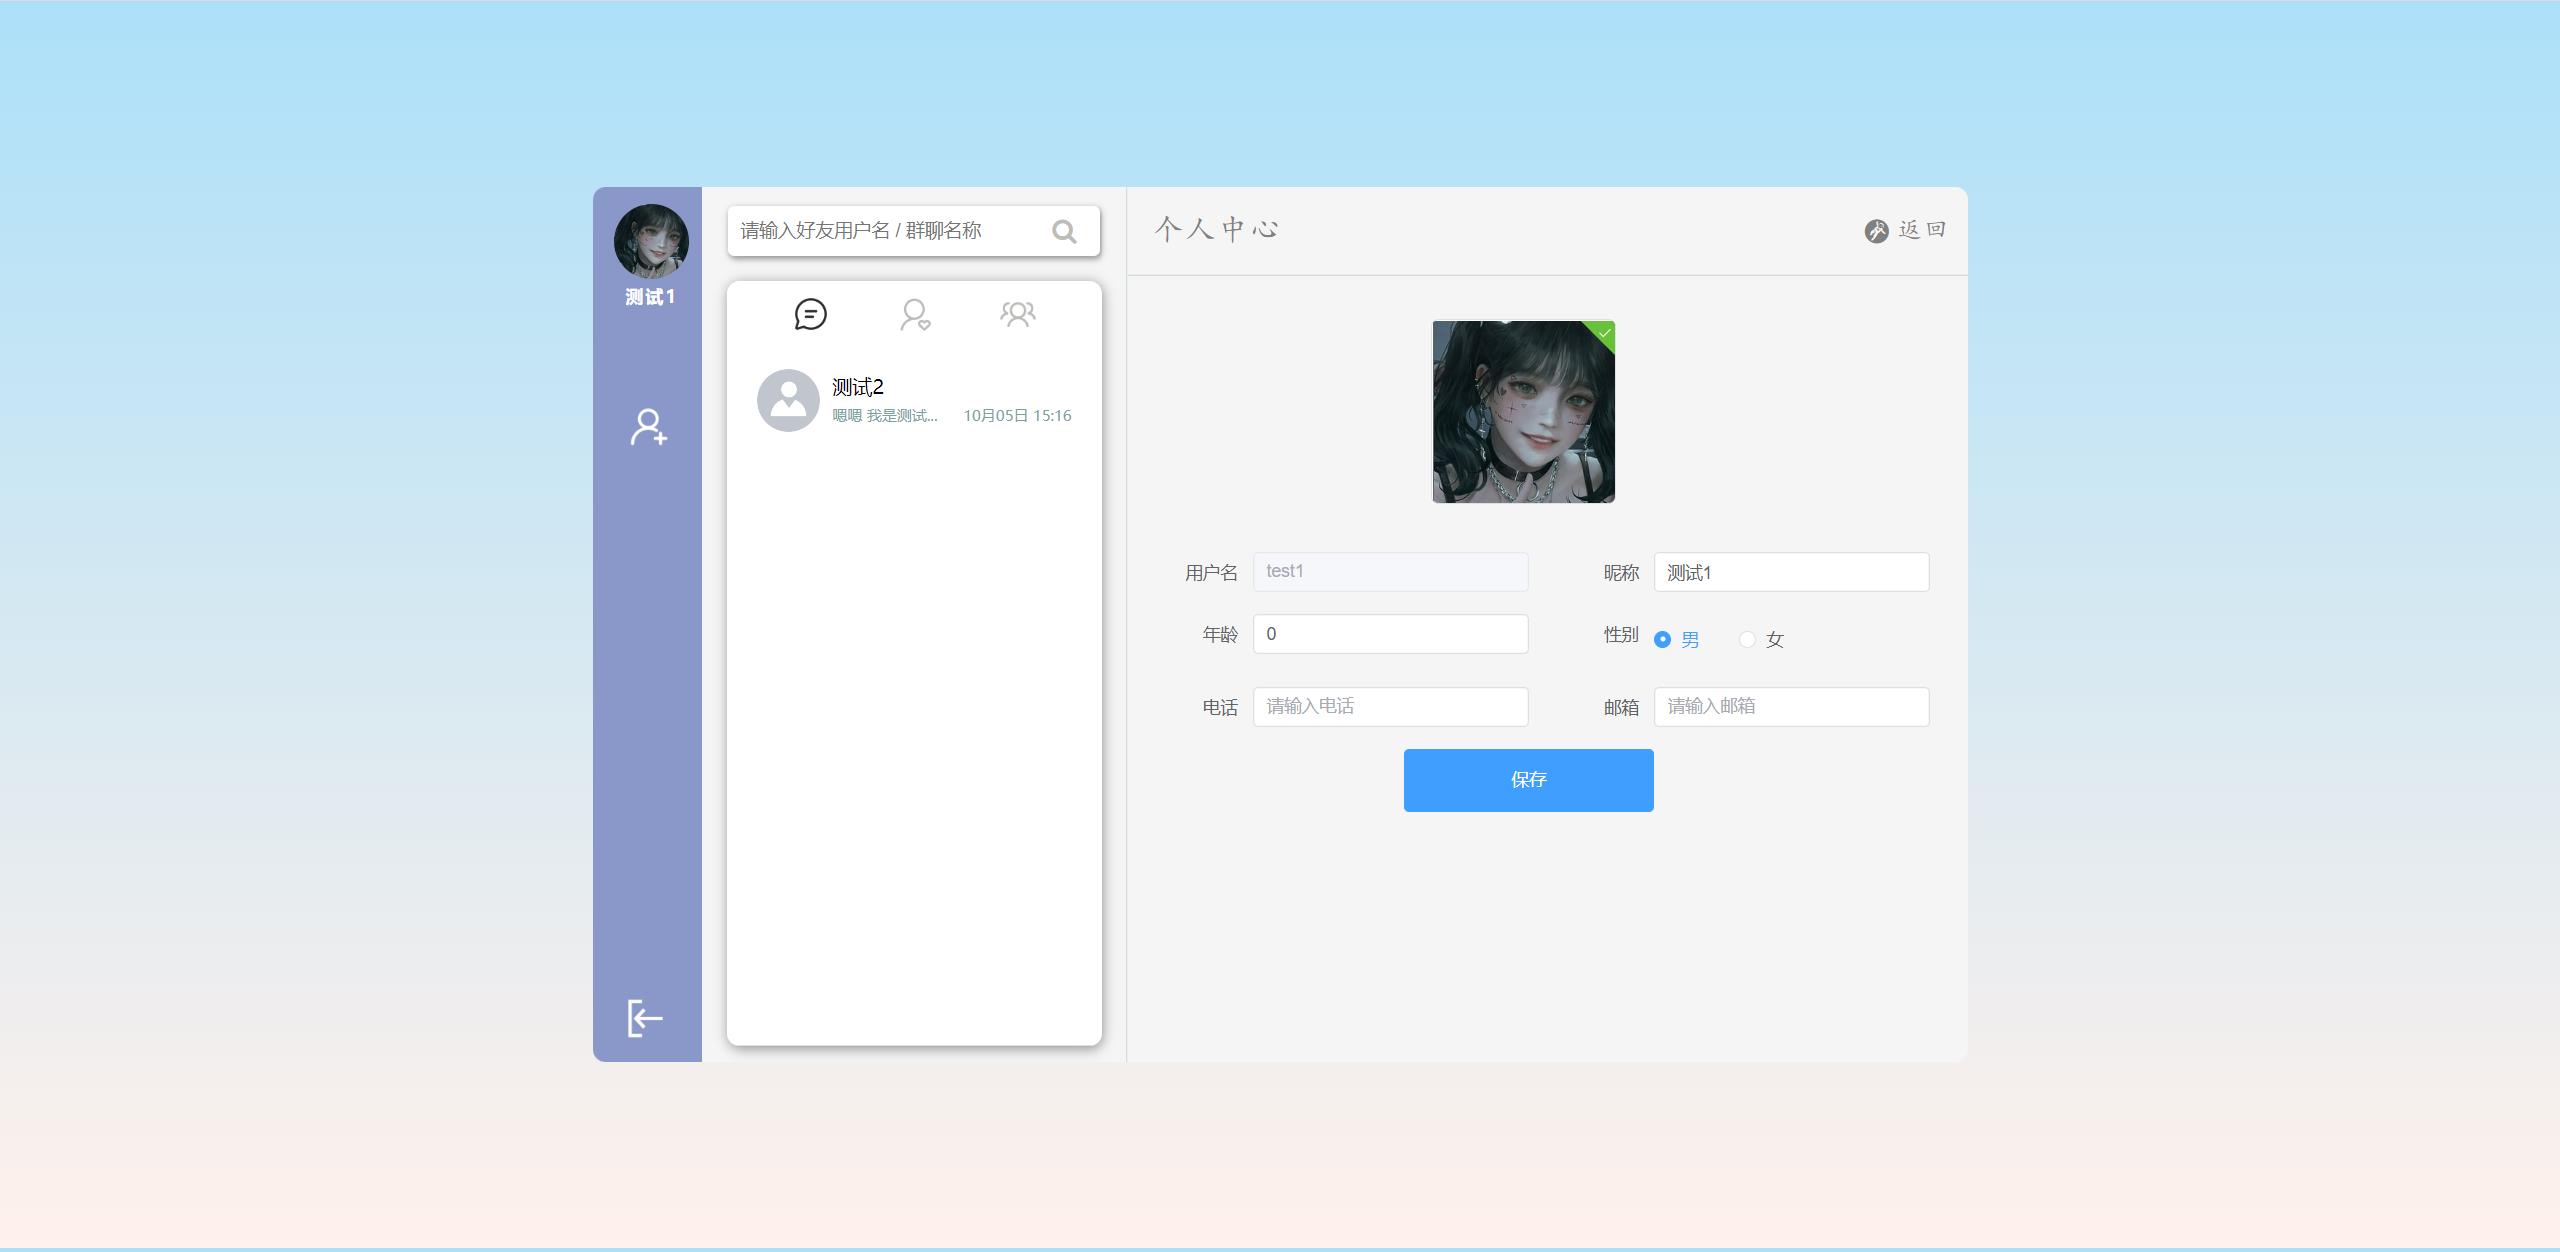 测试1
请输入好友用户名 / 群聊名称
测试2
嗯嗯 我是测试... 10月05日 15:16
个人中心
返回
用户名 test1 昵称 测试1
年龄 0 性别 男 女
电话 请输入电话 邮箱 请输入邮箱
保存